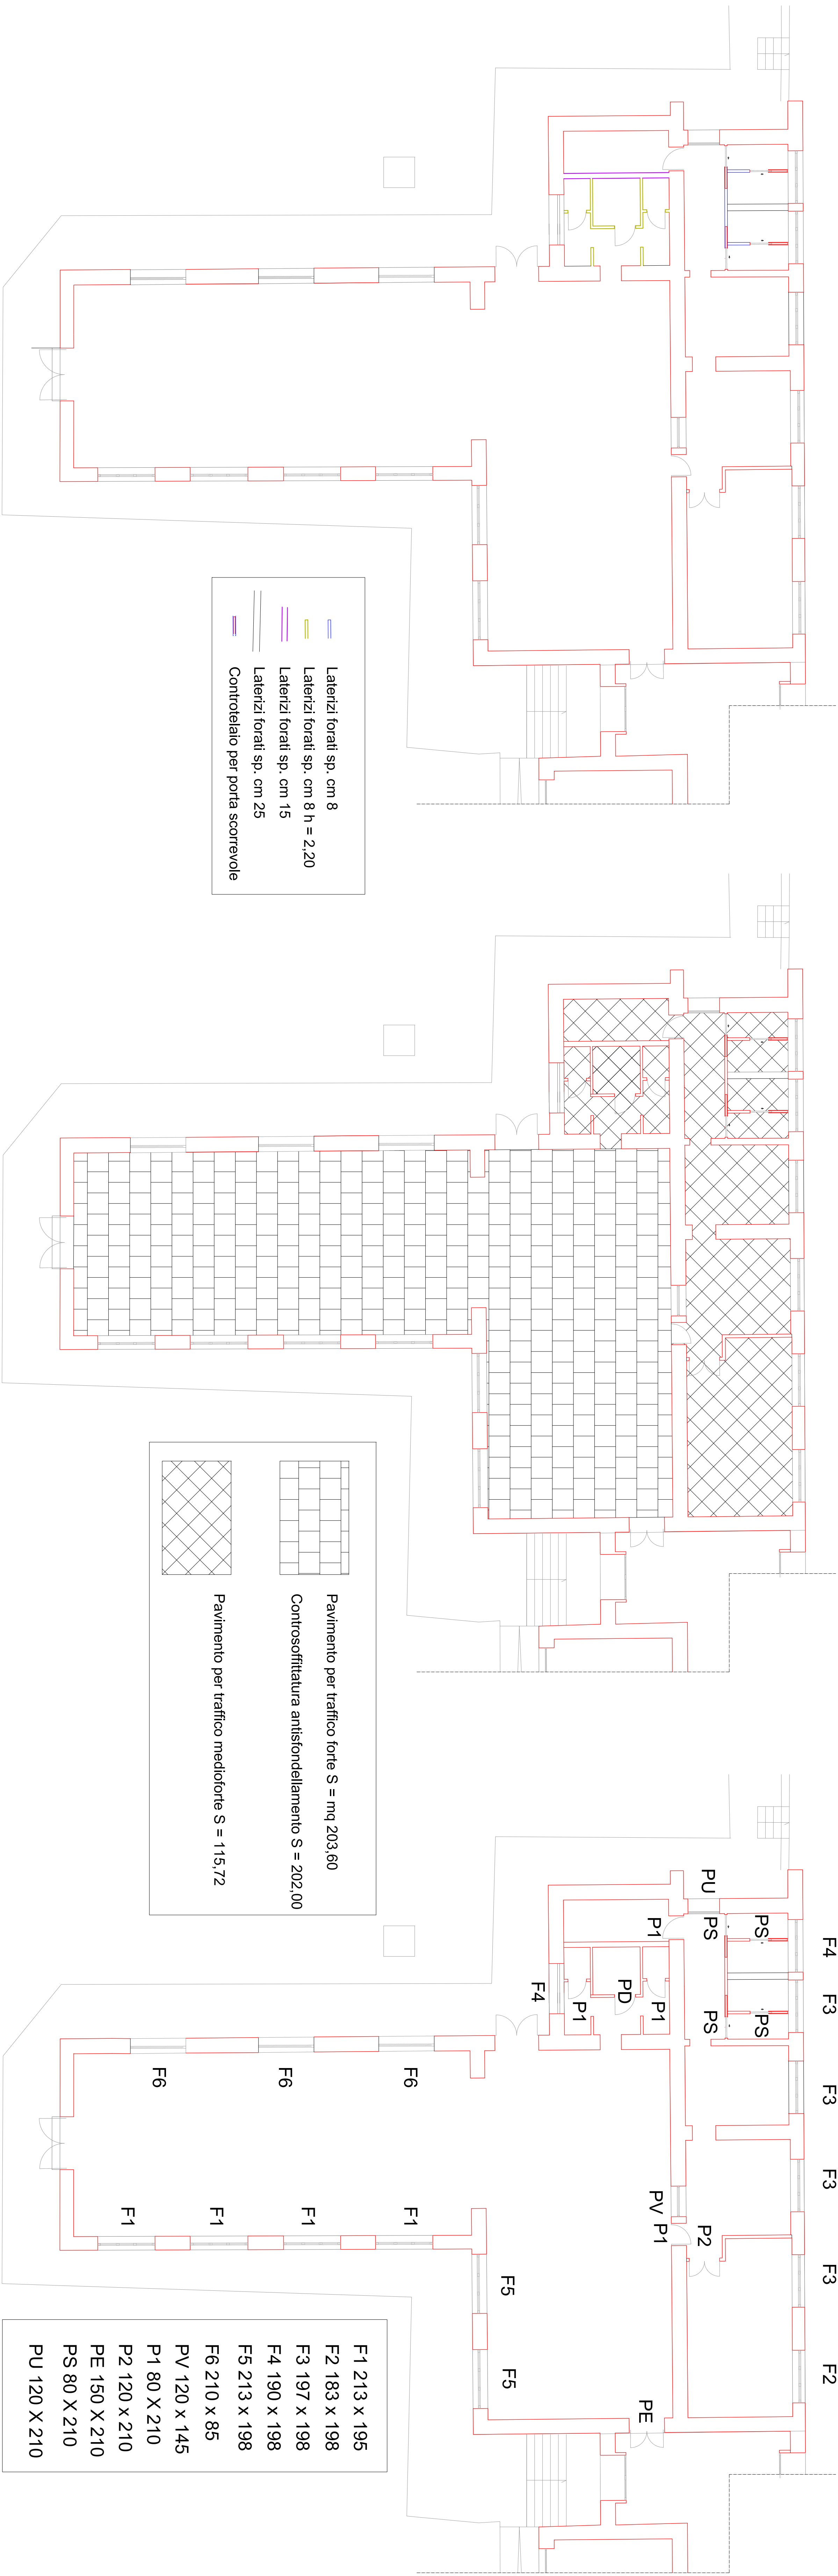 Laterizi forati sp. cm 8
Laterizi forati sp. cm 8 h = 2,20
Laterizi forati sp. cm 15
Laterizi forati sp. cm 25
Controtelaio per porta scorrevole
Pavimento per traffico forte S = mq 203,60
Controsoffittatura antisfondellamento S = 202,00
Pavimento per traffico medioforte S = 115,72
F4
F3
F3
F3
F3
F2
PS
PS
PU
PS
PS
P2
P1
PV
P1
P1
PD
P1
PE
F4
F5
F5
F6
F6
F6
F1
F1
F1
F1
F1 213 x 195
F2 183 x 198
F3 197 x 198
F4 190 x 198
F5 213 x 198
F6 210 x 85
PV 120 x 145
P1 80 X 210
P2 120 x 210
PE 150 X 210
PS 80 X 210
PU 120 X 210